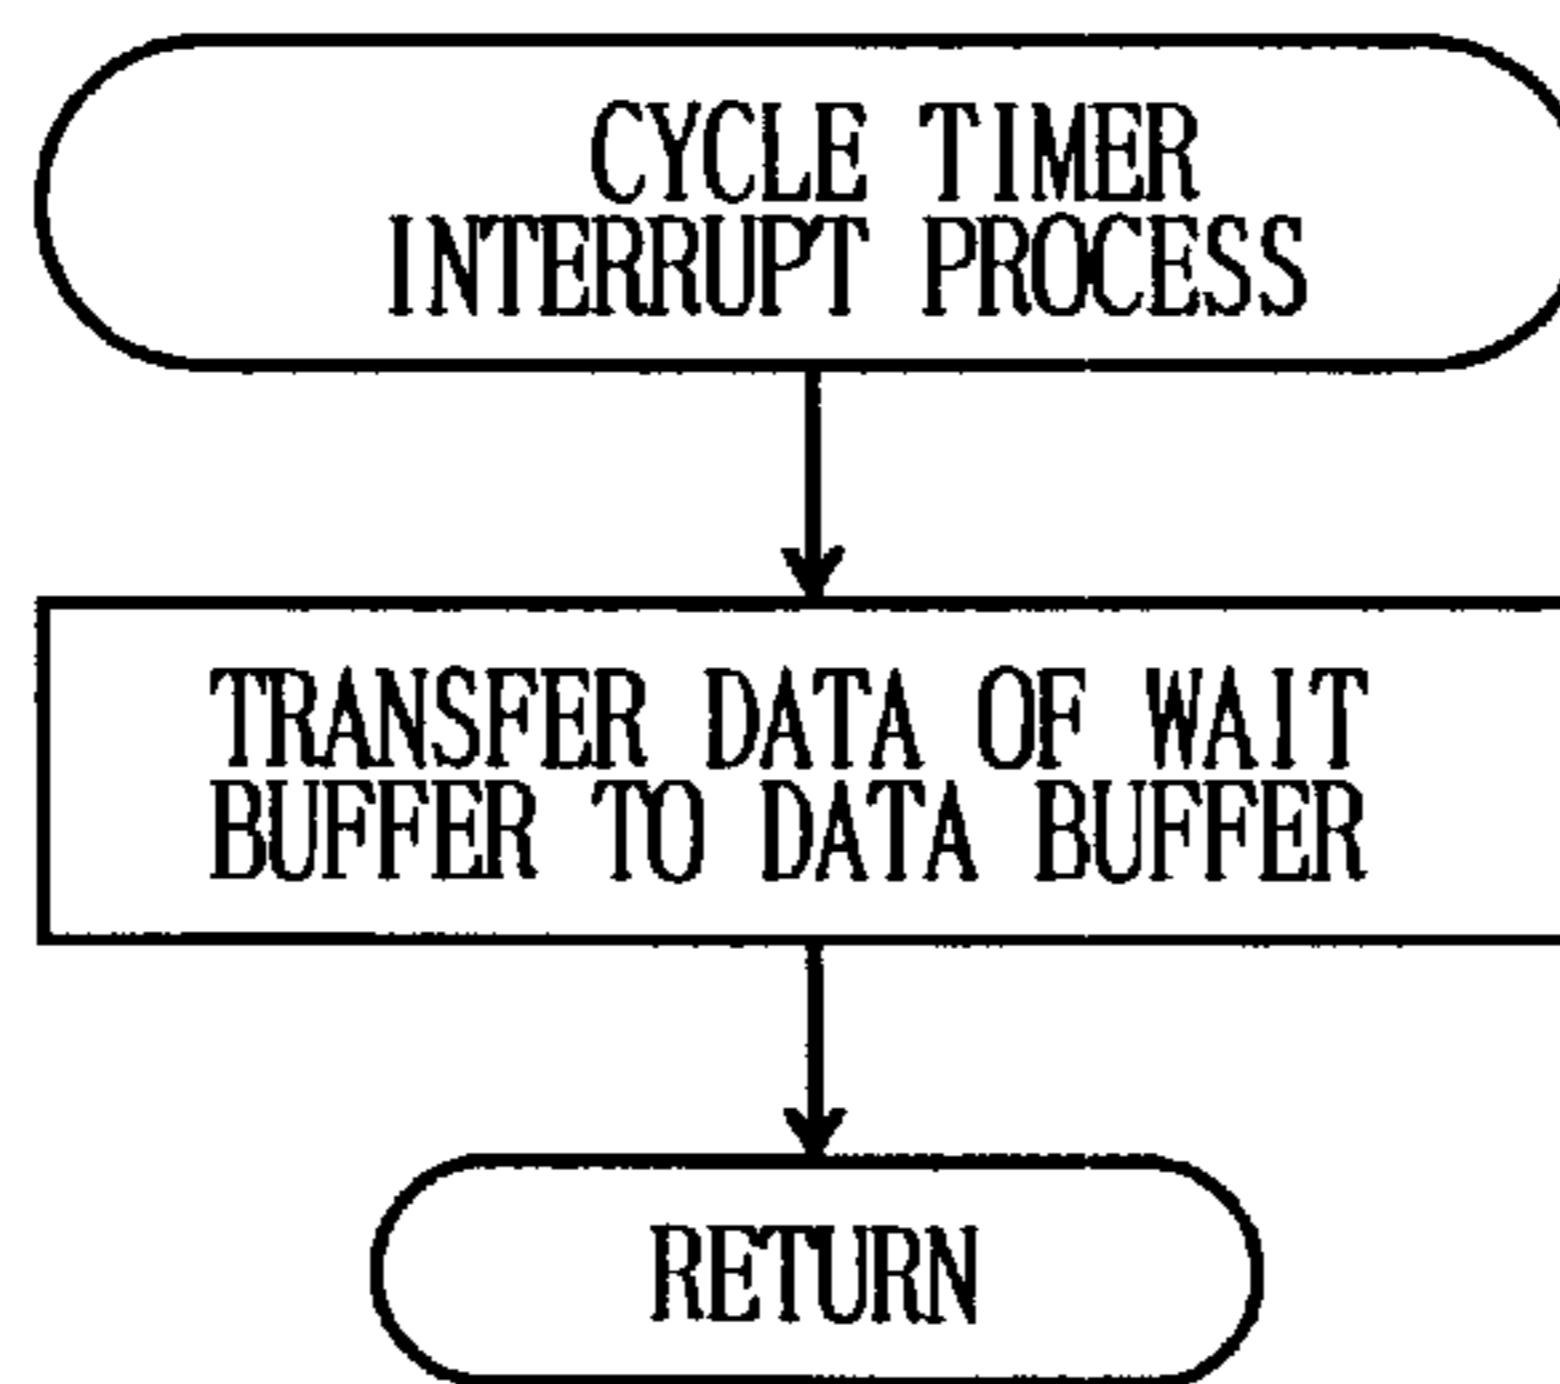 CYCLE TIMER
INTERRUPT PROCESS
TRANSFER DATA OF WAIT
BUFFER TO DATA BUFFER
RETURN